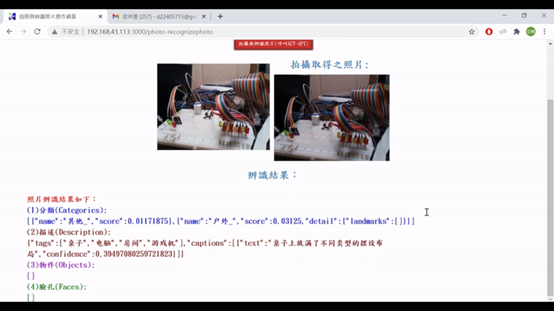 拍照與辨識照片操作網頁
收件匣 (257) - d22405715@gm
不安全 | 192.168.43.113:3000/photo-recognizephoto
拍攝與辨識照片(呼叫ACV-API)
拍攝取得之照片:
辨識結果：
照片辨識結果如下：
(1)分類(Categories):
[{"name":"其他_","score":0.01171875},{"name":"户外_","score":0.03125,"detail":{"landmarks":[]}}]
(2)描述(Description):
{"tags":["桌子","电脑","房间","游戏机"],"captions":[{"text":"桌子上放满了不同类型的摆设布
局","confidence":0.39497080259721823}]}
(3)物件(Objects):
[]
(4)臉孔(Faces):
[]